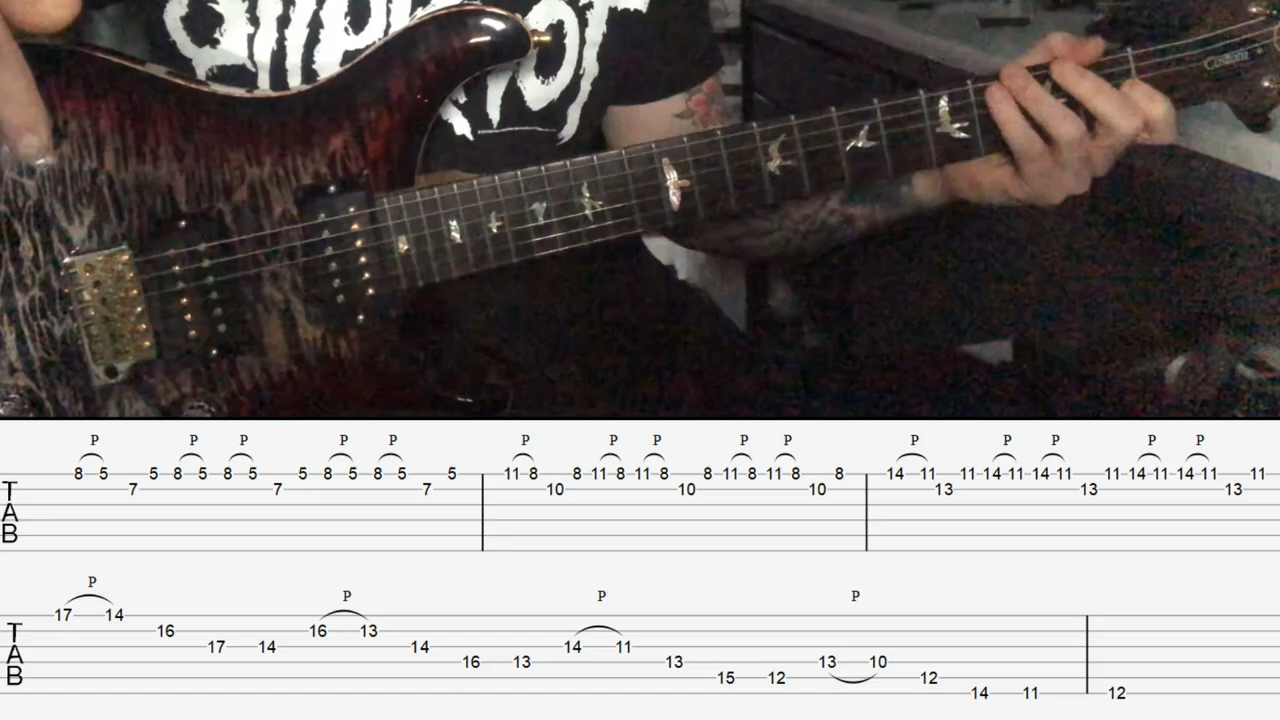 Custom
P P P P P P P P P P P P P P P
8 5 5 8 5 8 5 5 8 5 8 5 5 11 8 8 11 8 11 8 8 11 8 11 8 8 14 11 11 14 11 14 11 11 14 11 14 11 11
T 7 7 7 10 10 10 13 13 13
A
B
P P P P
17 14
T 16 16 13
A 17 14 14 14 11
16 13 13 13 10
B 15 12 12
14 11 12